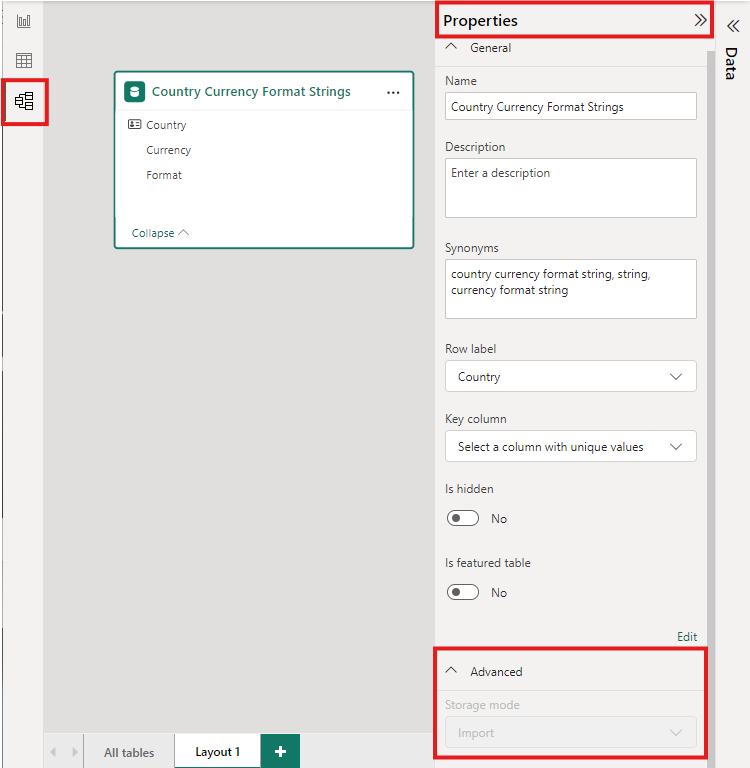 Country Currency Format Strings
Country
Currency
Format
Collapse
All tables
Layout 1
Properties
General
Name
Country Currency Format Strings
Description
Enter a description
Synonyms
country currency format string, string,
currency format string
Row label
Country
Key column
Select a column with unique values
Is hidden
No
Is featured table
No
Edit
Advanced
Storage mode
Import
Data